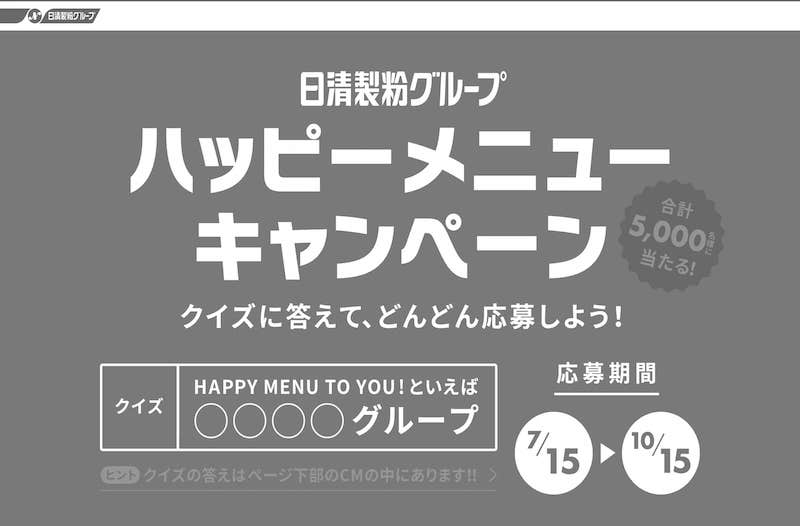 日清製粉グループ
日清製粉グループ
ハッピーメニュー
キャンペーン
合計
5,000名様に
当たる!
クイズに答えて、どんどん応募しよう!
クイズ
HAPPY MENU TO YOU!といえば
〇〇〇〇グループ
ヒント クイズの答えはページ下部のCMの中にあります!!
応募期間
7/15 ▶ 10/15